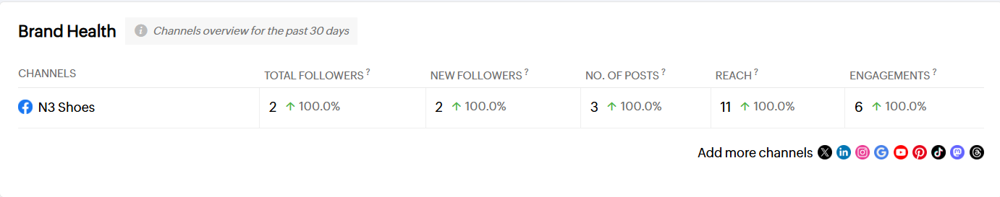 Brand Health i Channels overview for the past 30 days
CHANNELS TOTAL FOLLOWERS ? NEW FOLLOWERS ? NO. OF POSTS ? REACH ? ENGAGEMENTS ?
N3 Shoes 2 ↑ 100.0% 2 ↑ 100.0% 3 ↑ 100.0% 11 ↑ 100.0% 6 ↑ 100.0%
Add more channels